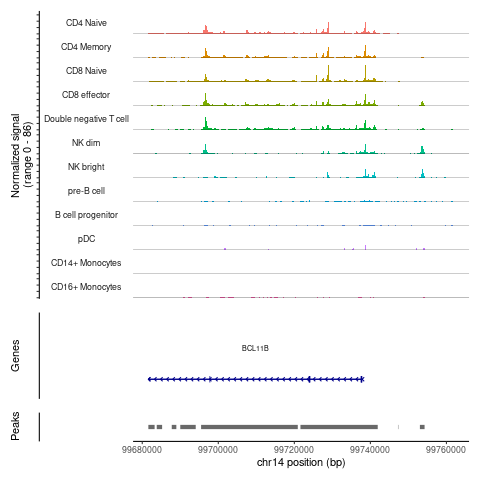 CD4 Naive
CD4 Memory
CD8 Naive
CD8 effector
Double negative T cell
NK dim
NK bright
pre-B cell
B cell progenitor
pDC
CD14+ Monocytes
CD16+ Monocytes
Normalized signal
(range 0 - 86)
BCL11B
Genes
Peaks
99680000 99700000 99720000 99740000 99760000
chr14 position (bp)